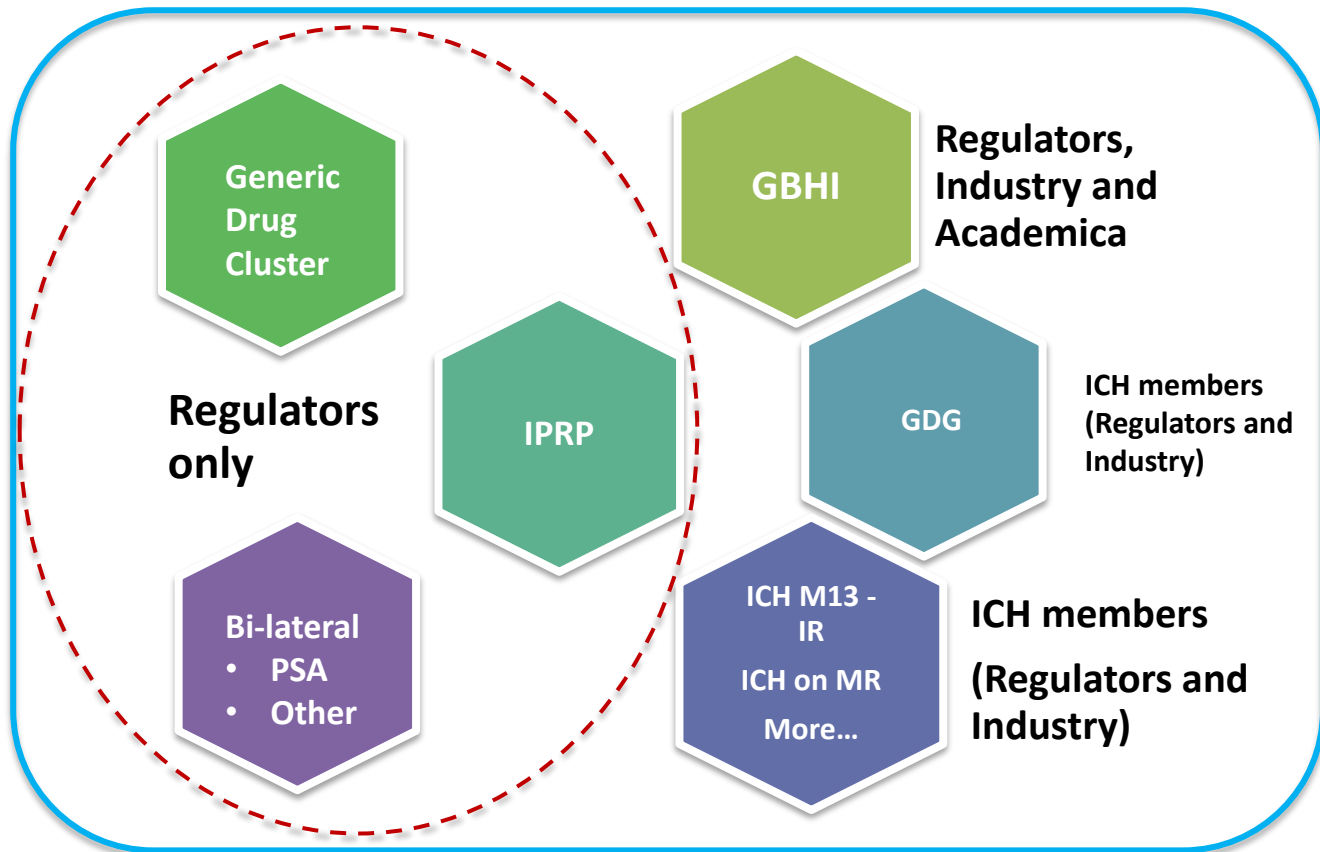 Generic
Drug
Cluster
Regulators
only
IPRP
Bi-lateral
• PSA
• Other
GBHI
Regulators,
Industry and
Academica
GDG
ICH members
(Regulators and
Industry)
ICH M13 -
IR
ICH on MR
More...
ICH members
(Regulators and
Industry)